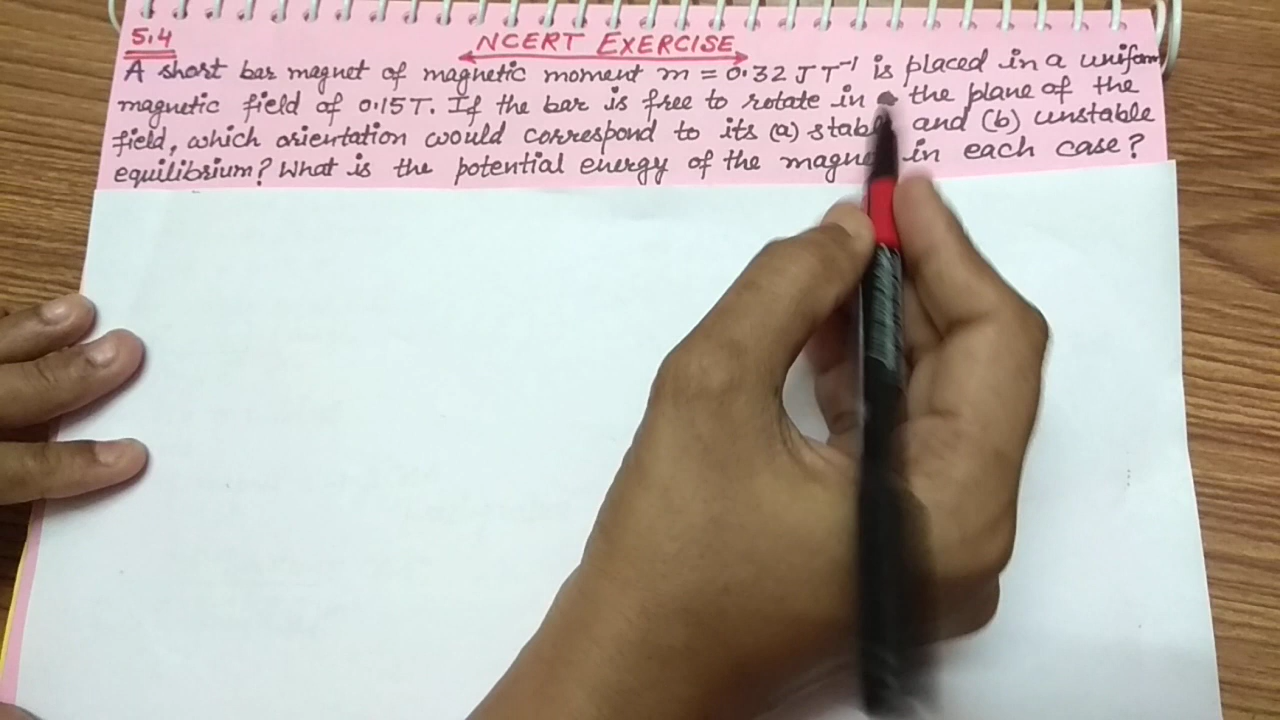 5.4
NCERT EXERCISE
A short bar magnet of magnetic moment m = 0.32 J T⁻¹ is placed in a uniform
magnetic field of 0.15T. If the bar is free to rotate in the plane of the
field, which orientation would correspond to its (a) stable and (b) unstable
equilibrium? What is the potential energy of the magnet in each case?